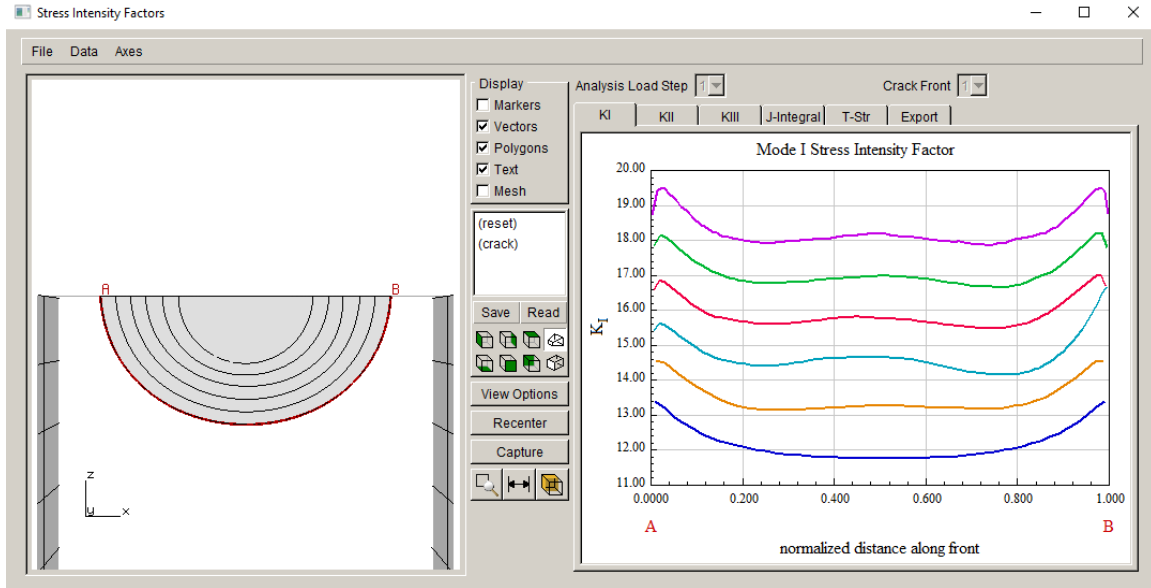 Stress Intensity Factors
File Data Axes
A B
z
y x
Display
Markers
Vectors
Polygons
Text
Mesh
(reset)
(crack)
Save Read
View Options
Recenter
Capture
Analysis Load Step 1 Crack Front 1
KI KII KIII J-Integral T-Str Export
Mode I Stress Intensity Factor
20.00
19.00
18.00
17.00
16.00
15.00
14.00
13.00
12.00
11.00
KI
0.0000 0.200 0.400 0.600 0.800 1.000
A B
normalized distance along front